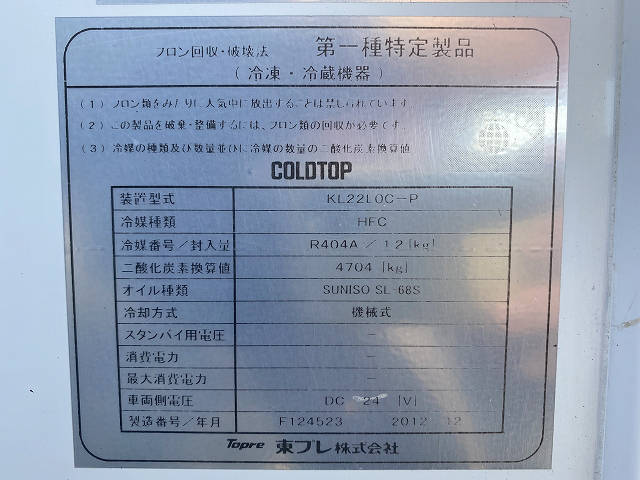 フロン回収・破壊法 第一種特定製品
(冷凍・冷蔵機器)
(1) フロン類をみだりに大気中に放出することは禁じられています
(2) この製品を破棄・整備するには、フロン類の回収が必要です
(3) 冷媒の種類及び数量並びに冷媒の数量の二酸化炭素換算値
COLDTOP
装置型式 KL22LOC-P
冷媒種類 HFC
冷媒番号/封入量 R404A / 1.2 [kg]
二酸化炭素換算値 4704 [kg]
オイル種類 SUNISO SL-68S
冷却方式 機械式
スタンバイ用電圧 -
消費電力 -
最大消費電力 -
車両側電圧 DC 24 [V]
製造番号/年月 F124523 2012 12
Topre 東プレ株式会社